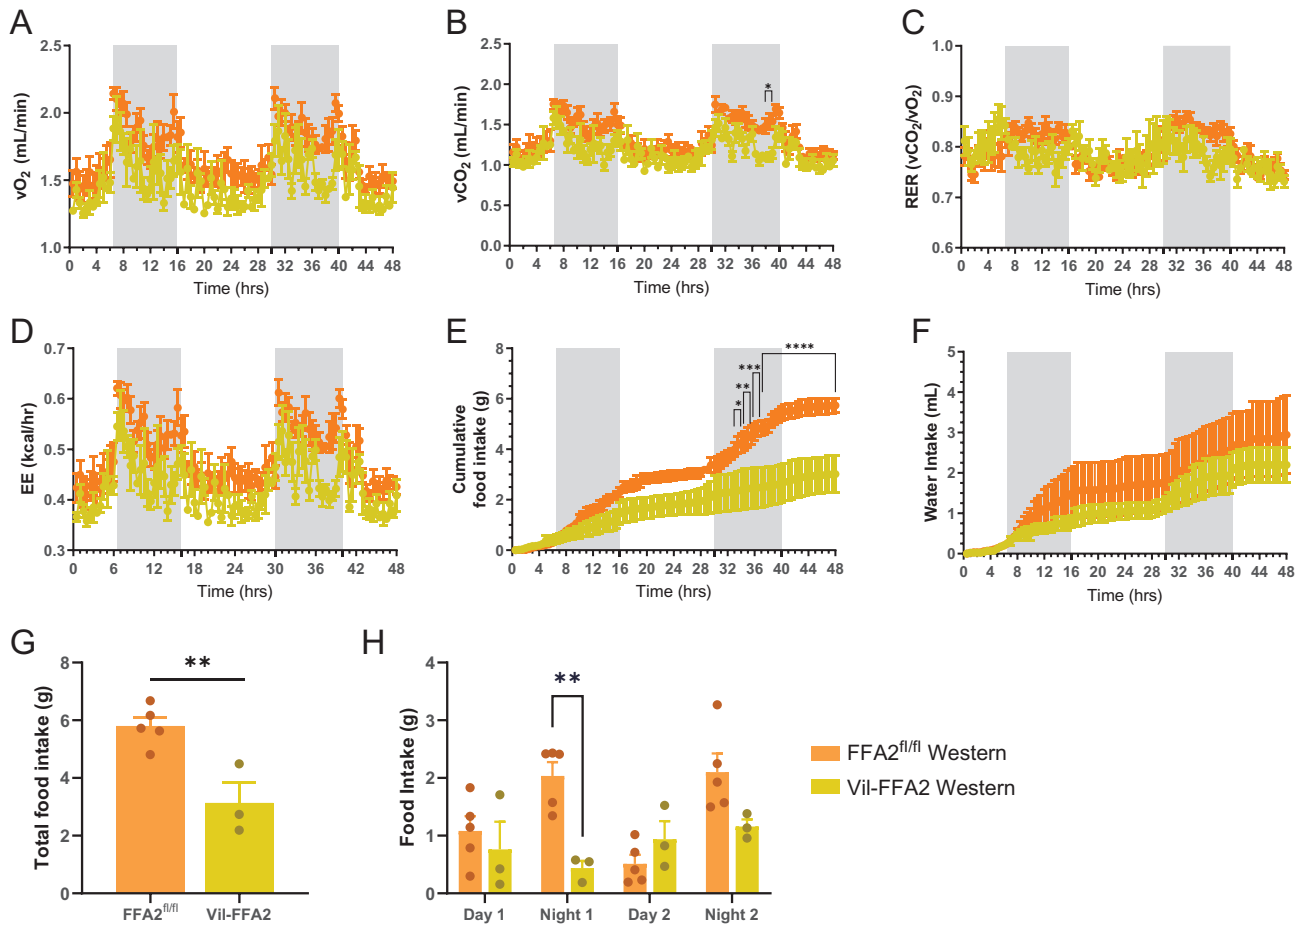 A
2.5
2.0
1.5
1.0
vO2 (mL/min)
0 4 8 12 16 20 24 28 32 36 40 44 48
Time (hrs)
B
2.5
2.0
1.5
1.0
0.5
0.0
vCO2 (mL/min)
*
0 4 8 12 16 20 24 28 32 36 40 44 48
Time (hrs)
C
1.0
0.9
0.8
0.7
0.6
RER (vCO2/vO2)
0 4 8 12 16 20 24 28 32 36 40 44 48
Time (hrs)
D
0.7
0.6
0.5
0.4
0.3
EE (kcal/hr)
0 6 12 18 24 30 36 42 48
Time (hrs)
E
8
6
4
2
0
Cumulative
food intake (g)
* ** *** ****
0 4 8 12 16 20 24 28 32 36 40 44 48
Time (hrs)
F
5
4
3
2
1
0
Water Intake (mL)
0 4 8 12 16 20 24 28 32 36 40 44 48
Time (hrs)
G
8
6
4
2
0
Total food intake (g)
**
FFA2fl/fl Vil-FFA2
H
4
3
2
1
0
Food Intake (g)
**
Day 1 Night 1 Day 2 Night 2
FFA2fl/fl Western
Vil-FFA2 Western